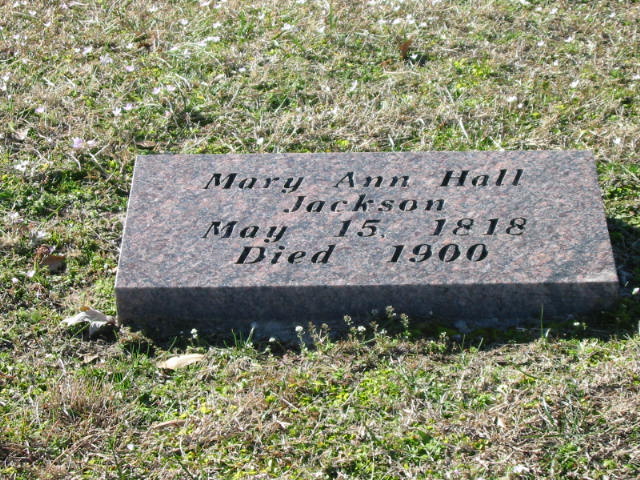 Mary Ann Hall
Jackson
May 15, 1818
Died 1900